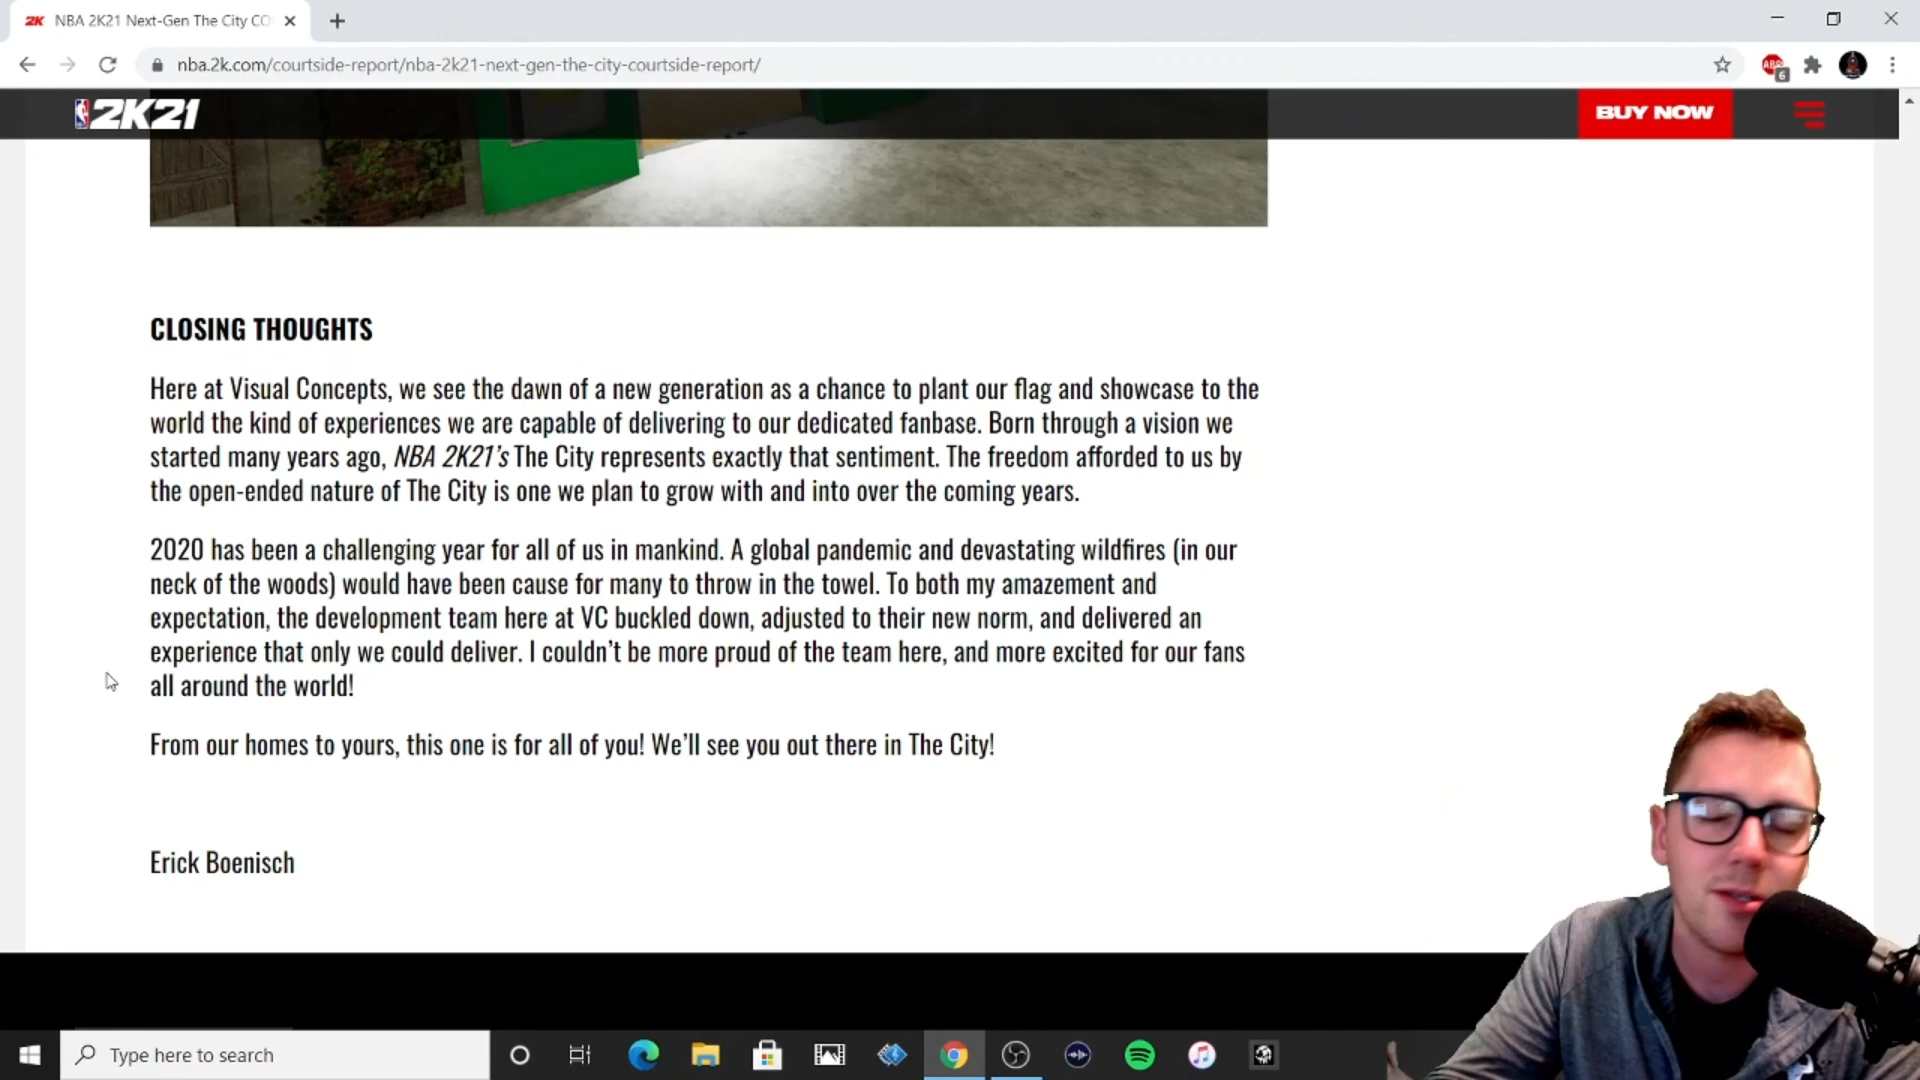 2K NBA 2K21 Next-Gen The City CO
nba.2k.com/courtside-report/nba-2k21-next-gen-the-city-courtside-report/
ABP
6
2K21
BUY NOW
CLOSING THOUGHTS
Here at Visual Concepts, we see the dawn of a new generation as a chance to plant our flag and showcase to the
world the kind of experiences we are capable of delivering to our dedicated fanbase. Born through a vision we
started many years ago, NBA 2K21’s The City represents exactly that sentiment. The freedom afforded to us by
the open-ended nature of The City is one we plan to grow with and into over the coming years.
2020 has been a challenging year for all of us in mankind. A global pandemic and devastating wildfires (in our
neck of the woods) would have been cause for many to throw in the towel. To both my amazement and
expectation, the development team here at VC buckled down, adjusted to their new norm, and delivered an
experience that only we could deliver. I couldn’t be more proud of the team here, and more excited for our fans
all around the world!
From our homes to yours, this one is for all of you! We’ll see you out there in The City!
Erick Boenisch
Type here to search